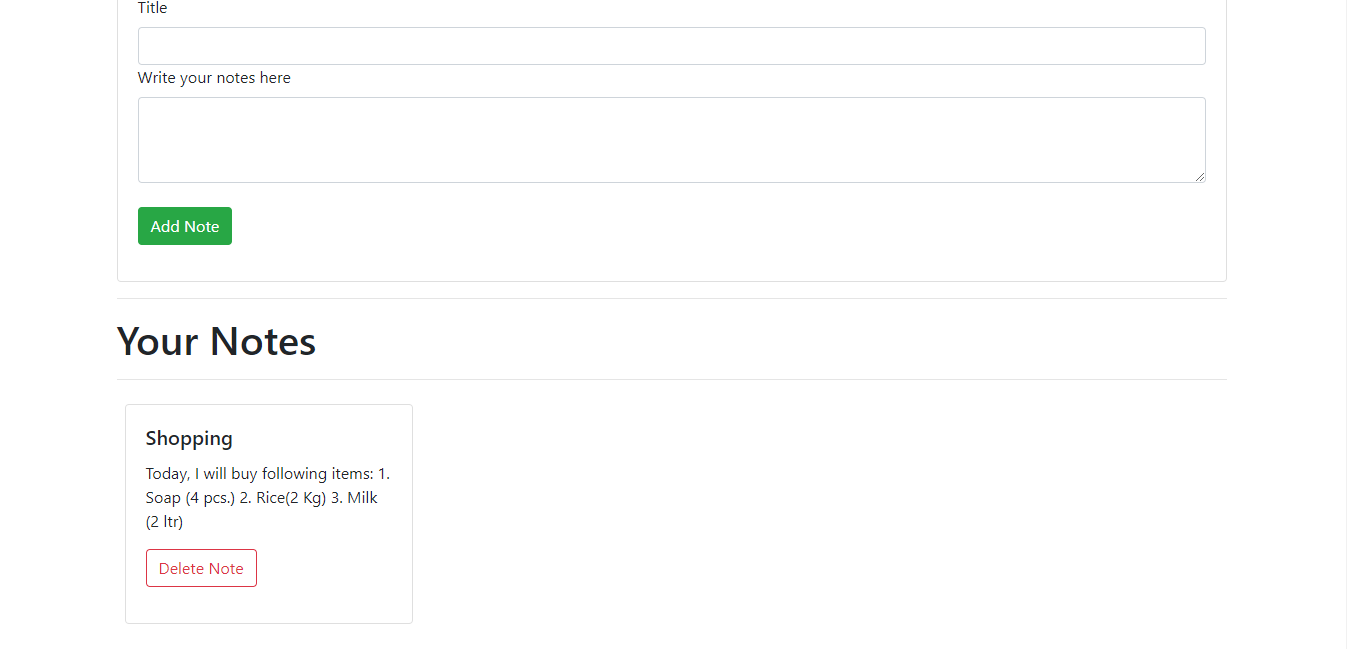 Title
Write your notes here
Add Note
Your Notes
Shopping
Today, I will buy following items: 1.
Soap (4 pcs.) 2. Rice(2 Kg) 3. Milk
(2 ltr)
Delete Note